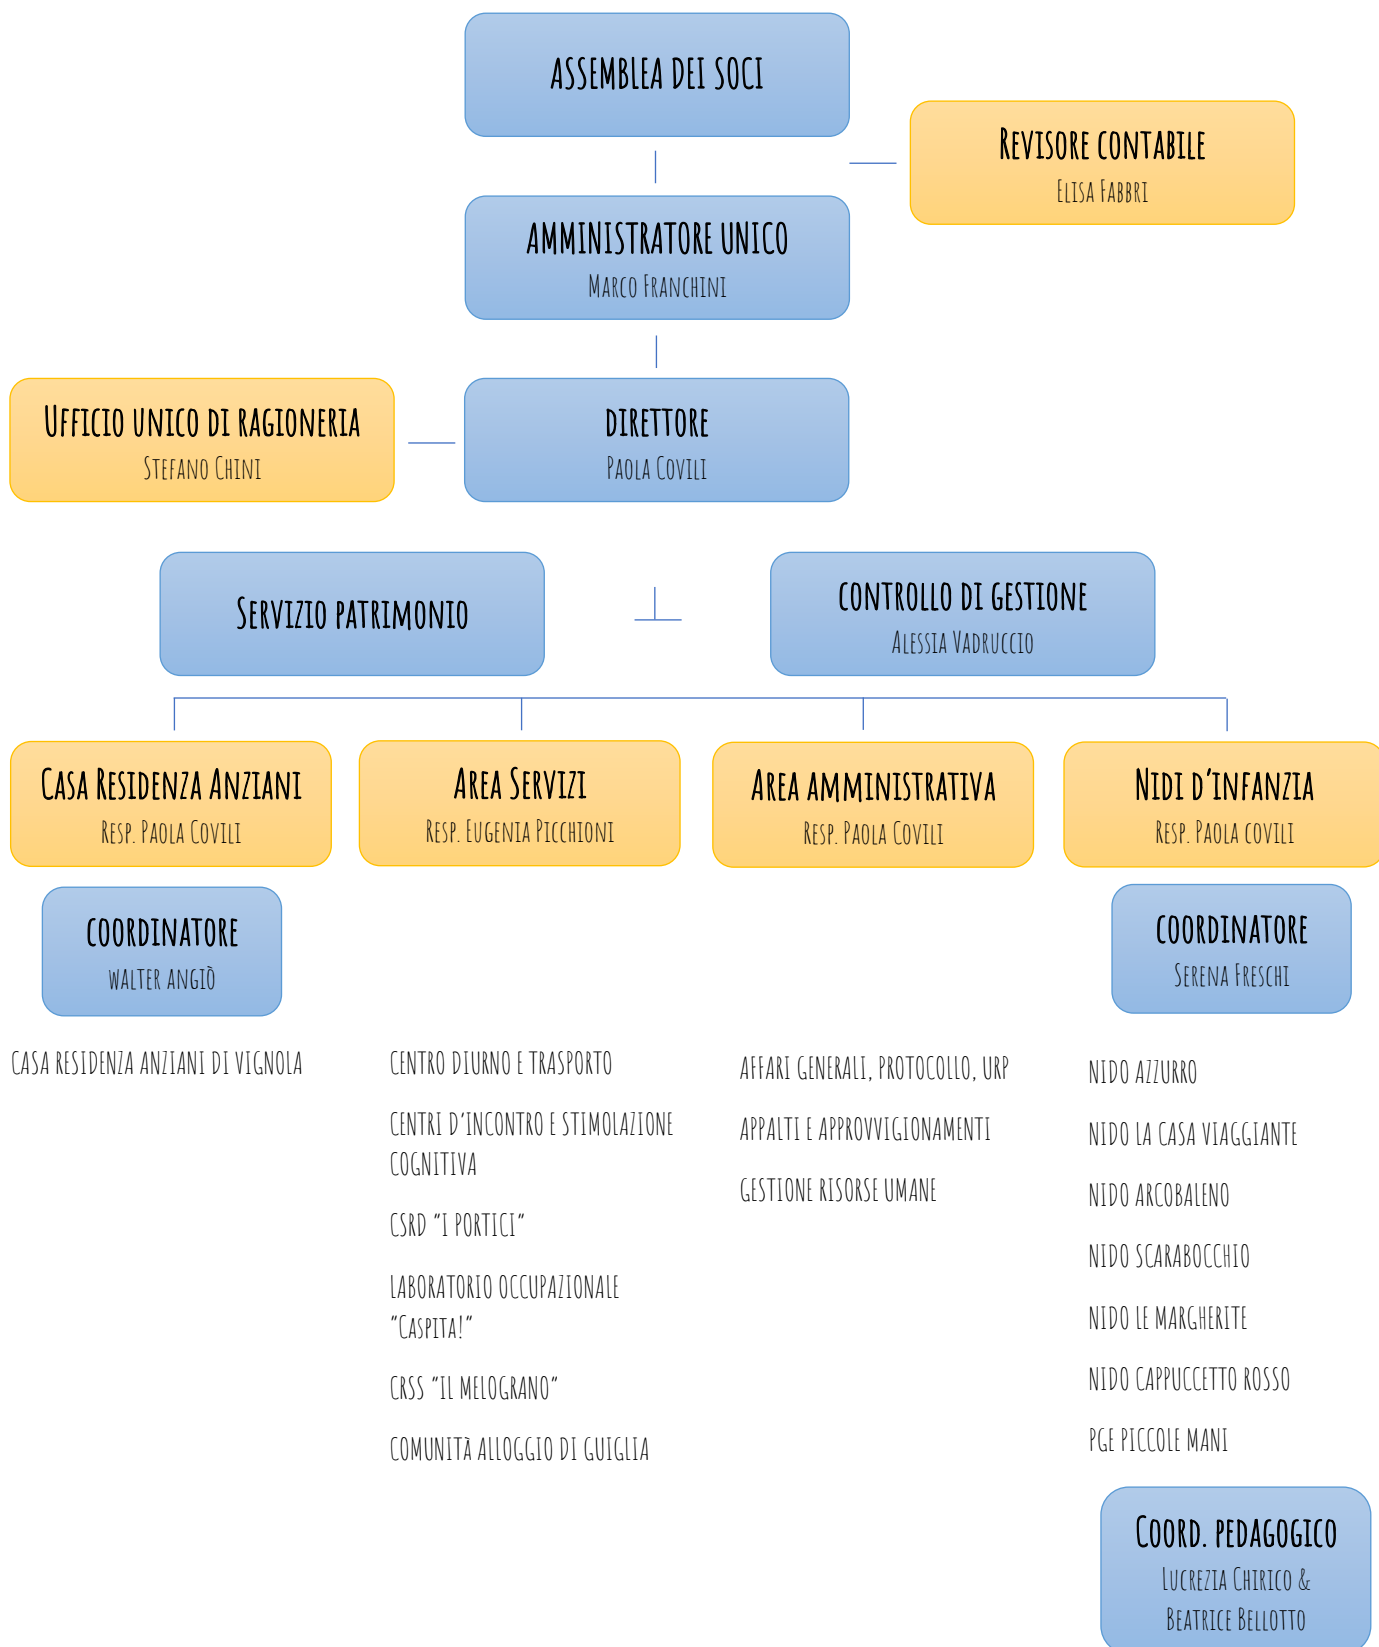 ASSEMBLEA DEI SOCI
REVISORE CONTABILE
ELISA FABBRI
AMMINISTRATORE UNICO
MARCO FRANCHINI
UFFICIO UNICO DI RAGIONERIA
STEFANO CHINI
DIRETTORE
PAOLA COVILI
SERVIZIO PATRIMONIO
CONTROLLO DI GESTIONE
ALESSIA VADRUCCIO
CASA RESIDENZA ANZIANI
RESP. PAOLA COVILI
COORDINATORE
WALTER ANGIÒ
CASA RESIDENZA ANZIANI DI VIGNOLA
AREA SERVIZI
RESP. EUGENIA PICCHIONI
CENTRO DIURNO E TRASPORTO
CENTRI D'INCONTRO E STIMOLAZIONE
COGNITIVA
CSRD "I PORTICI"
LABORATORIO OCCUPAZIONALE
"CASPITA!"
CRSS "IL MELOGRANO"
COMUNITÀ ALLOGGIO DI GUIGLIA
AREA AMMINISTRATIVA
RESP. PAOLA COVILI
AFFARI GENERALI, PROTOCOLLO, URP
APPALTI E APPROVVIGIONAMENTI
GESTIONE RISORSE UMANE
NIDI D'INFANZIA
RESP. PAOLA COVILI
COORDINATORE
SERENA FRESCHI
NIDO AZZURRO
NIDO LA CASA VIAGGIANTE
NIDO ARCOBALENO
NIDO SCARABOCCHIO
NIDO LE MARGHERITE
NIDO CAPPUCCETTO ROSSO
PGE PICCOLE MANI
COORD. PEDAGOGICO
LUCREZIA CHIRICO &
BEATRICE BELLOTTO